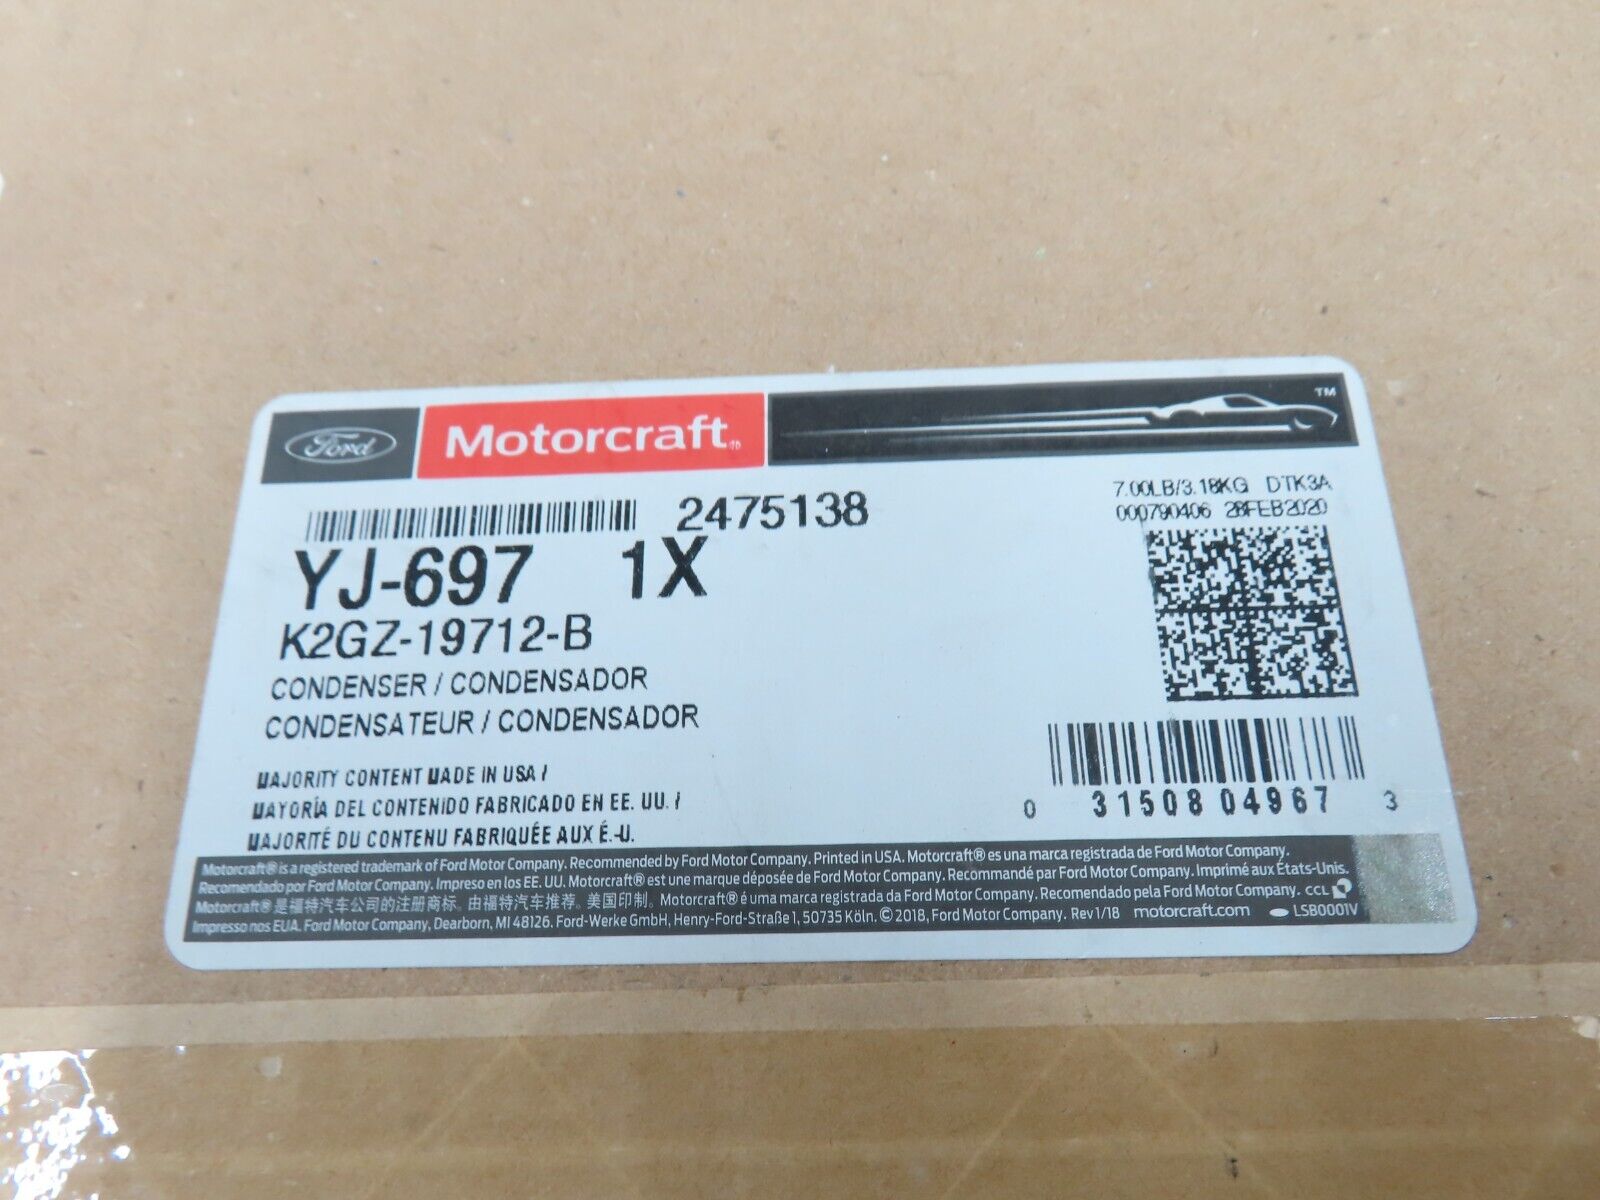 Ford Motorcraft ® ™
7.00LB/3.18KG DTK3A
2475138 000790406 28FEB2020
YJ-697 1X
K2GZ-19712-B
CONDENSER / CONDENSADOR
CONDENSATEUR / CONDENSADOR
MAJORITY CONTENT MADE IN USA /
MAYORÍA DEL CONTENIDO FABRICADO EN EE. UU. /
MAJORITÉ DU CONTENU FABRIQUÉE AUX É.-U.
0 31508 04967 3
Motorcraft® is a registered trademark of Ford Motor Company. Recommended by Ford Motor Company. Printed in USA. Motorcraft® es una marca registrada de Ford Motor Company.
Recomendado por Ford Motor Company. Impreso en los EE. UU. Motorcraft® est une marque déposée de Ford Motor Company. Recommandé par Ford Motor Company. Imprimé aux États-Unis.
Motorcraft® 是福特汽车公司的注册商标. 由福特汽车推荐。美国印制。Motorcraft® é uma marca registrada da Ford Motor Company. Recomendado pela Ford Motor Company. CCL
Impresso nos EUA. Ford Motor Company, Dearborn, MI 48126. Ford-Werke GmbH, Henry-Ford-Straße 1, 50735 Köln. © 2018, Ford Motor Company. Rev 1/18 motorcraft.com LSB0001V